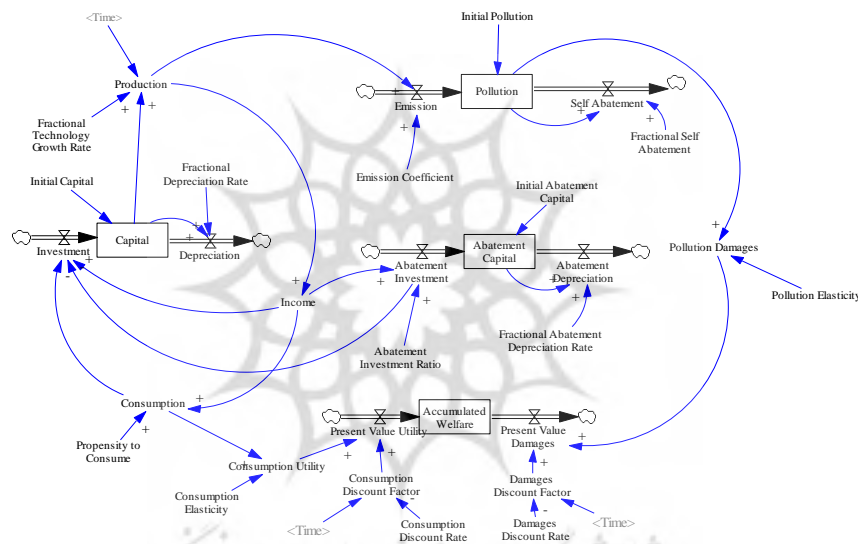 <Time>
Initial Pollution
Production
Emission
Pollution
Self Abatement
Fractional
Technology
Growth Rate
Fractional Self
Abatement
Emission Coefficient
Fractional
Depreciation Rate
Initial Capital
Initial Abatement
Capital
Capital
Investment
Depreciation
Abatement
Capital
Abatement
Investment
Abatement
Depreciation
Pollution Damages
Pollution Elasticity
Income
Fractional Abatement
Depreciation Rate
Abatement
Investment Ratio
Consumption
Propensity to
Consume
Accumulated
Welfare
Present Value Utility
Present Value
Damages
Consumption Utility
Consumption
Elasticity
Consumption
Discount Factor
Damages
Discount Factor
<Time>
Consumption
Discount Rate
Damages
Discount Rate
<Time>